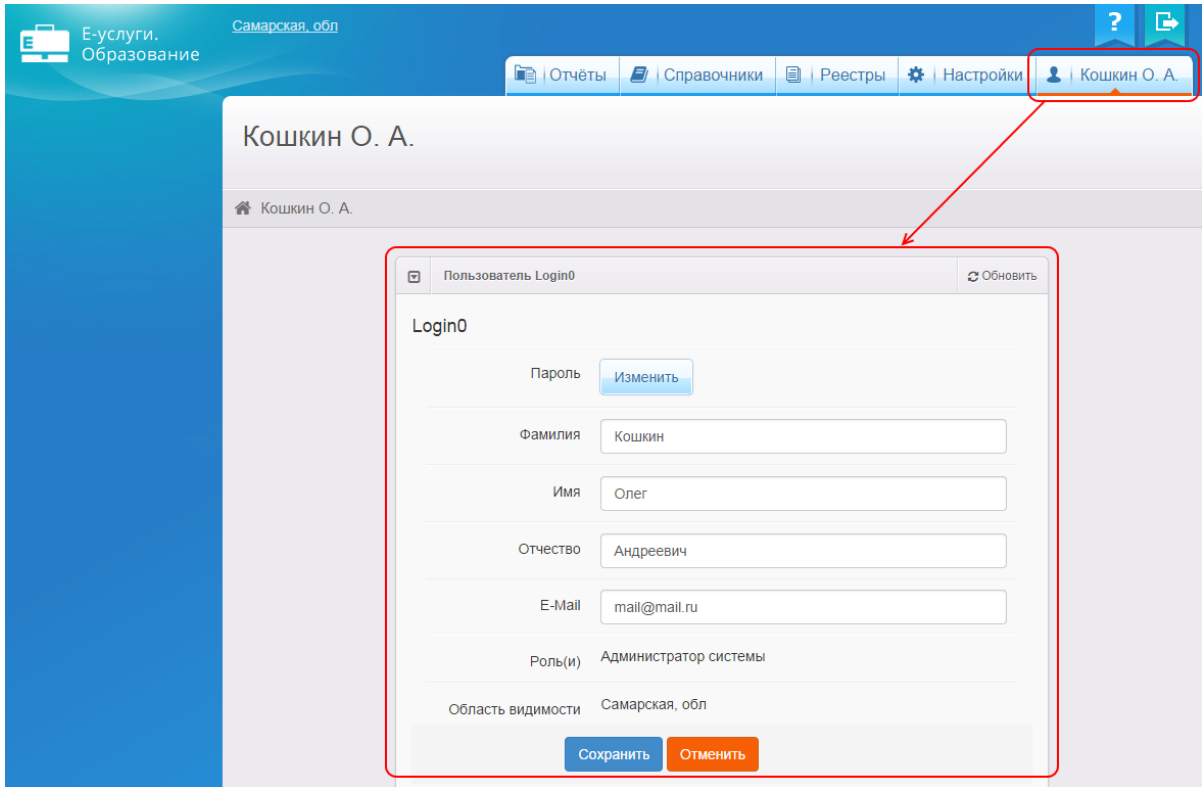 Е-услуги.
Образование
Самарская, обл
?
Отчёты
Справочники
Реестры
Настройки
Кошкин О. А.
Кошкин О. А.
Кошкин О. А.
Пользователь Login0
Обновить
Login0
Пароль Изменить
Фамилия Кошкин
Имя Олег
Отчество Андреевич
E-Mail mail@mail.ru
Роль(и) Администратор системы
Область видимости Самарская, обл
Сохранить Отменить